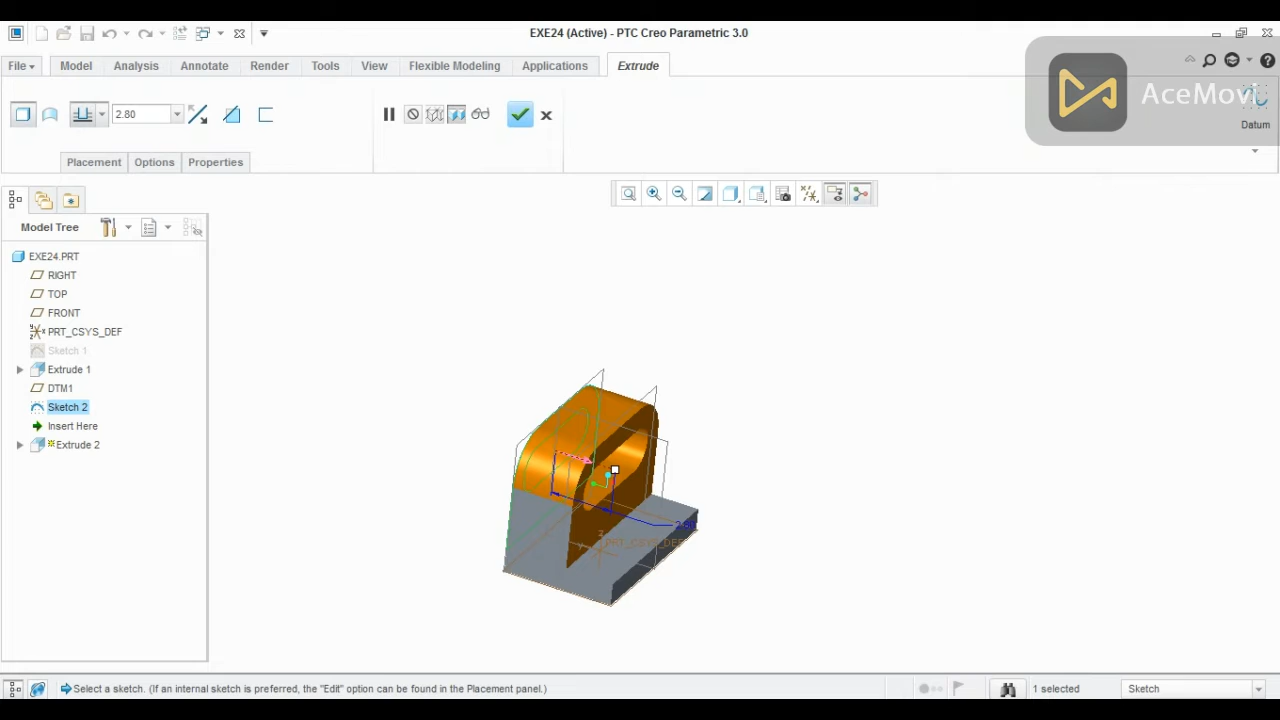 EXE24 (Active) - PTC Creo Parametric 3.0
File Model Analysis Annotate Render Tools View Flexible Modeling Applications Extrude
AceMovi
2.80
Datum
Placement Options Properties
Model Tree
EXE24.PRT
RIGHT
TOP
FRONT
PRT_CSYS_DEF
Sketch 1
Extrude 1
DTM1
Sketch 2
Insert Here
Extrude 2
2.80
PRT_CSYS_DEF
Select a sketch. (If an internal sketch is preferred, the "Edit" option can be found in the Placement panel.)
1 selected
Sketch